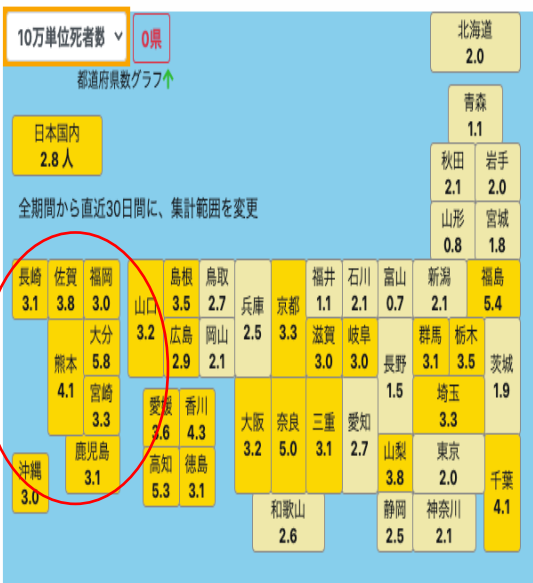 10万単位死者数
0県
都道府県数グラフ↑
北海道
2.0
日本国内
2.8 人
青森
1.1
秋田 岩手
2.1 2.0
全期間から直近30日間に、集計範囲を変更
山形 宮城
0.8 1.8
長崎 佐賀 福岡
3.1 3.8 3.0
山口
3.2
島根 鳥取
3.5 2.7
兵庫
2.5
京都
3.3
福井 石川 富山 新潟 福島
1.1 2.1 0.7 2.1 5.4
熊本
4.1
大分
5.8
広島 岡山
2.9 2.1
滋賀 岐阜
3.0 3.0
長野
1.5
群馬 栃木
3.1 3.5
茨城
1.9
宮崎
3.3
愛媛 香川
3.6 4.3
大阪 奈良 三重 愛知
3.2 5.0 3.1 2.7
埼玉
3.3
鹿児島
3.1
沖縄
3.0
高知 徳島
5.3 3.1
山梨 東京
3.8 2.0
千葉
4.1
和歌山
2.6
静岡 神奈川
2.5 2.1